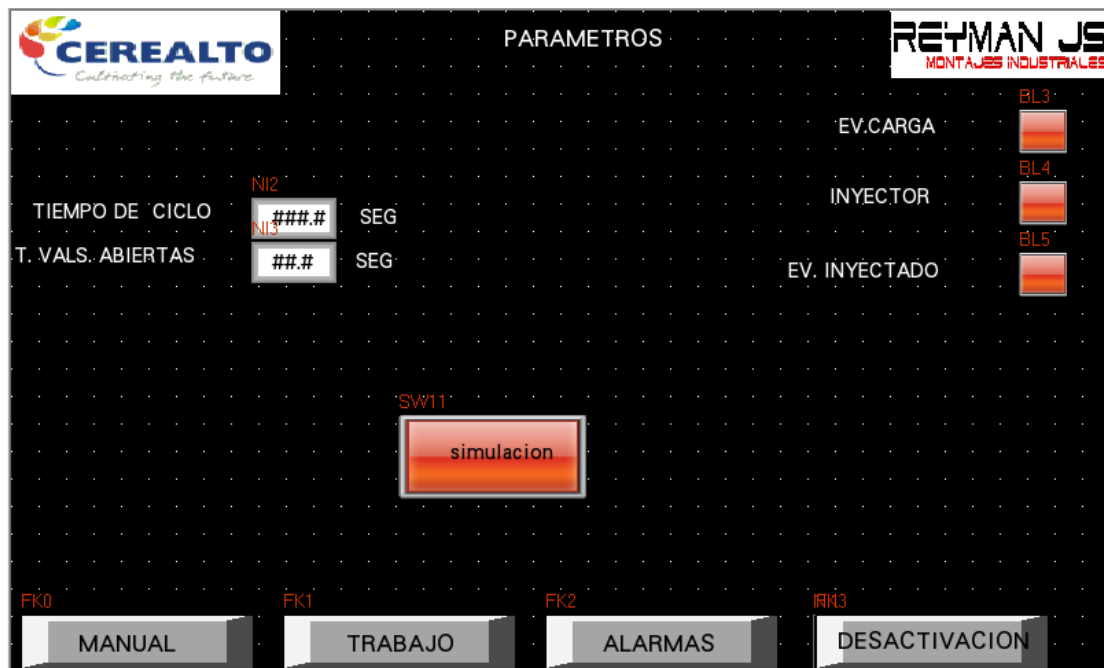 CEREALTO
Cultivating the future
PARAMETROS
REYMAN JS
MONTAJES INDUSTRIALES
BL3
EV.CARGA
BL4
INYECTOR
BL5
EV. INYECTADO
NI2
TIEMPO DE CICLO ###.# SEG
NI3
T. VALS. ABIERTAS ##.# SEG
SW11
simulacion
FK0 FK1 FK2
MANUAL TRABAJO ALARMAS DESACTIVACION